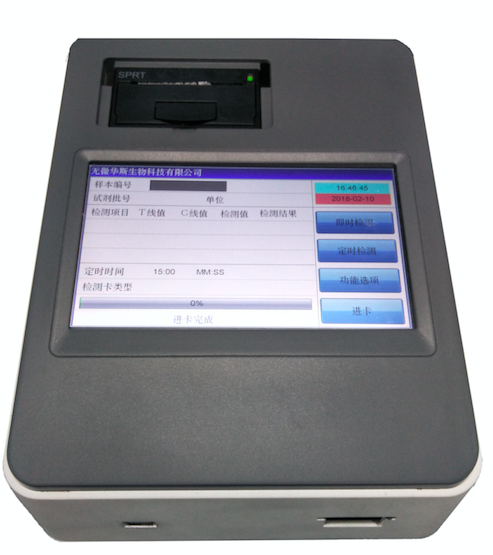 SPRT
无微华斯生物科技有限公司
样本编号
16:46:45
试剂批号 单位
2016-02-10
检测项目 T线值 C线值 检测值 检测结果
即时检测
定时检测
定时时间 15:00 MM:SS
功能选项
检测卡类型
0%
进卡完成
进卡